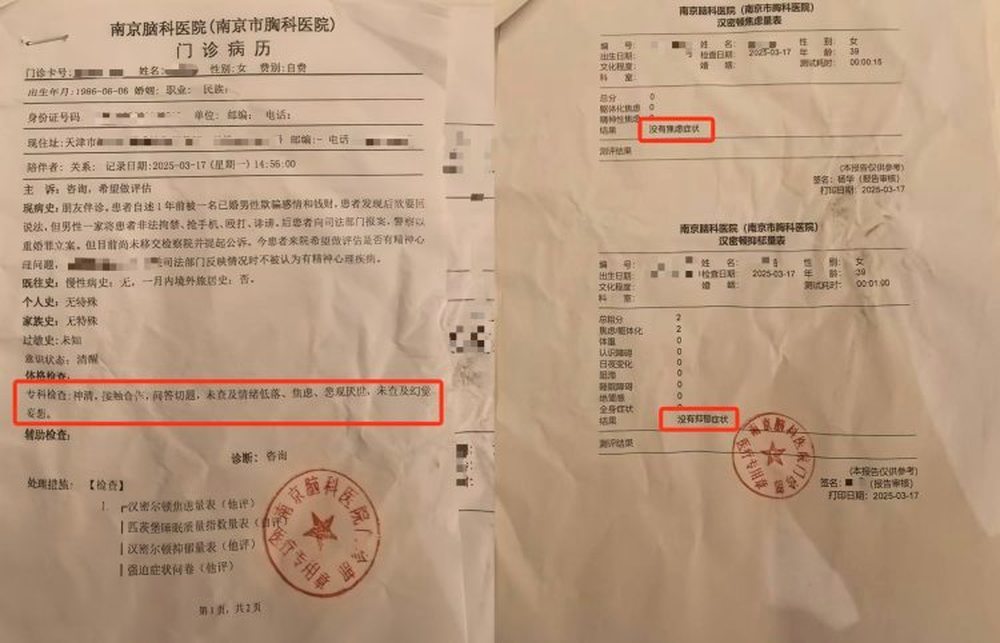 南京脑科医院(南京市胸科医院)
门诊病历
门诊卡号: 姓名: 性别:女 费别:自费
出生年月:1986-06-06 婚姻: 职业: 民族:
身份证号码 单位: 邮编: 电话:
现住址:天津市 邮编:- 电话
陪伴者: 关系: 记录日期:2025-03-17(星期一)14:56:00
主 诉: 咨询,希望做评估
现病史: 朋友伴诊,患者自述1年前被一名已婚男性欺骗感情和钱财,患者发现后欲要回
说法,但男性一家将患者非法拘禁、抢手机、殴打、诽谤。后患者向司法部门报案,警察以
重婚罪立案。但目前尚未移交检察院并提起公诉。今患者来院希望做评估是否有精神心
理问题, 司法部门反映情况时不被认为有精神心理疾病。
既往史: 慢性病史: 无,一月内境外旅居史: 否。
个人史: 无特殊
家族史: 无特殊
过敏史:未知
意识状态: 清醒
体格检查:
专科检查:神清,接触合作,问答切题,未查及情绪低落、焦虑、悲观厌世,未查及幻觉
妄想。
辅助检查:
诊断: 咨询
处理措施: 【检查】
1. 汉密尔顿焦虑量表(他评)
匹茨堡睡眠质量指数量表(自评)
汉密尔顿抑郁量表(他评)
强迫症状问卷(他评)
南京脑科医院门诊部
医疗专用章
第1页,共2页
南京脑科医院(南京市胸科医院)
汉密顿焦虑量表
编 号: 姓 名: 性 别: 女
出生日期: 检查日期: 2025-03-17 年 龄: 39
文化程度: 婚 姻: 测试耗时: 00:00:15
科 室:
总分 0
躯体化焦虑 0
精神性焦虑 0
结果 没有焦虑症状
测评结果
(本报告仅供参考)
签名: 杨华 (报告审核)
打印日期: 2025-03-17
南京脑科医院(南京市胸科医院)
汉密顿抑郁量表
编 号: 姓 名: 性 别: 女
出生日期: 检查日期: 2025-03-17 年 龄: 39
文化程度: 婚 姻: 测试耗时: 00:01:00
科 室:
总粗分 2
焦虑/躯体化 2
体重 0
认识障碍 0
日夜变化 0
阻滞 0
睡眠障碍 0
绝望感 0
全身症状 0
结果 没有抑郁症状
测评结果
南京脑科医院门诊部
医疗专用章
(本报告仅供参考)
签名: (报告审核)
打印日期: 2025-03-17